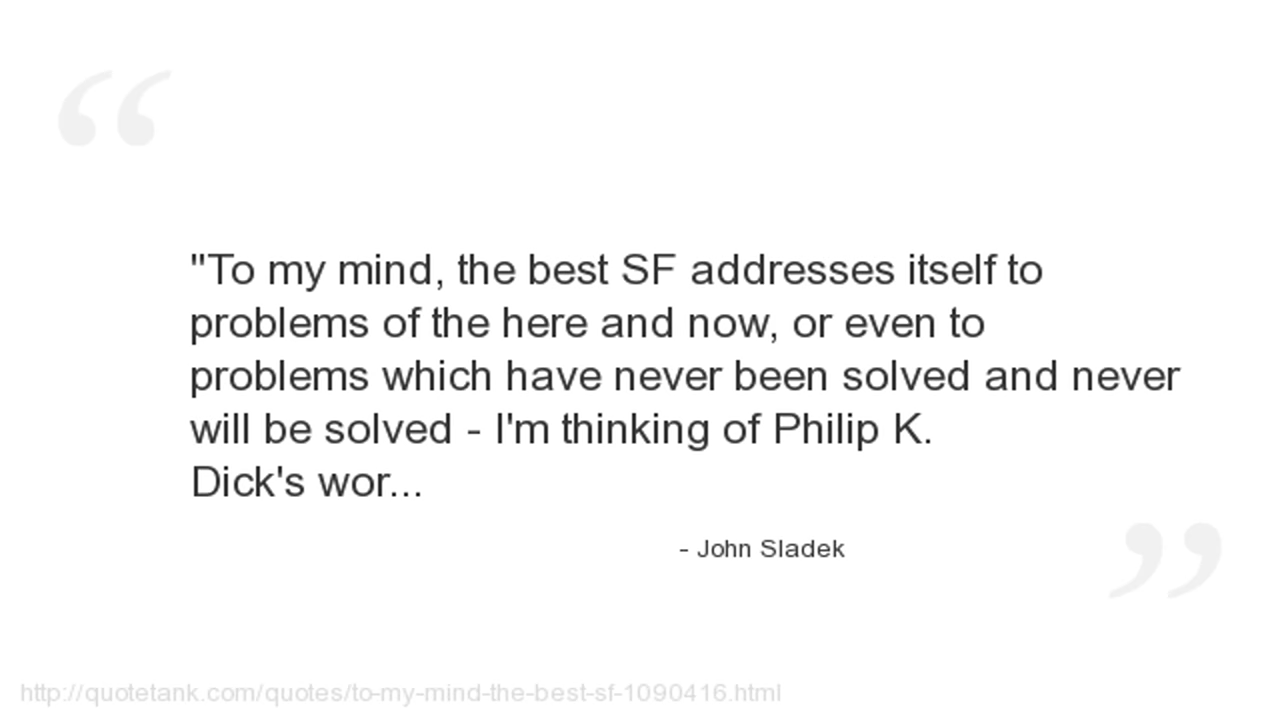 "To my mind, the best SF addresses itself to
problems of the here and now, or even to
problems which have never been solved and never
will be solved - I'm thinking of Philip K.
Dick's wor...
- John Sladek
http://quotetank.com/quotes/to-my-mind-the-best-sf-1090416.html